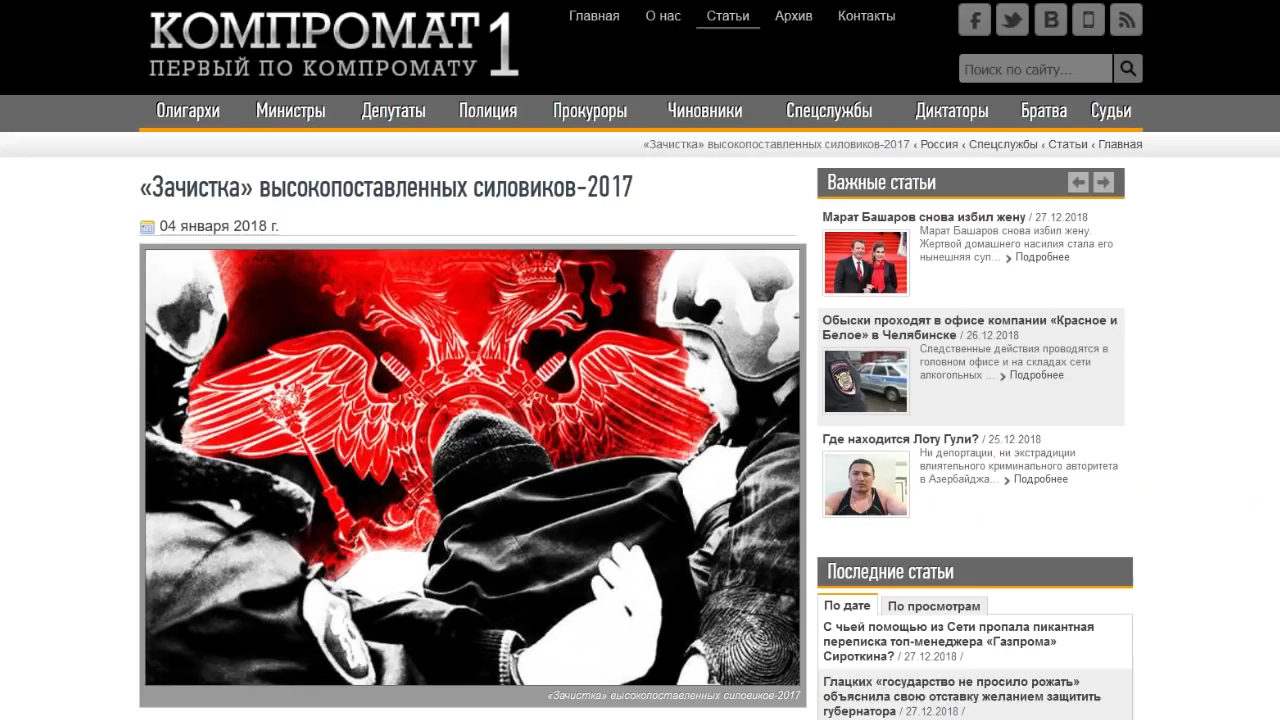 КОМПРОМАТ 1
ПЕРВЫЙ ПО КОМПРОМАТУ
Главная О нас Статьи Архив Контакты
Поиск по сайту...
Олигархи Министры Депутаты Полиция Прокуроры Чиновники Спецслужбы Диктаторы Братва Судьи
«Зачистка» высокопоставленных силовиков-2017 ‹ Россия ‹ Спецслужбы ‹ Статьи ‹ Главная
«Зачистка» высокопоставленных силовиков-2017
04 января 2018 г.
«Зачистка» высокопоставленных силовиков-2017
Важные статьи
Марат Башаров снова избил жену / 27.12.2018
Марат Башаров снова избил жену.
Жертвой домашнего насилия стала его
нынешняя суп... Подробнее
Обыски проходят в офисе компании «Красное и
Белое» в Челябинске / 26.12.2018
Следственные действия проводятся в
головном офисе и на складах сети
алкогольных ... Подробнее
Где находится Лоту Гули? / 25.12.2018
Ни депортации, ни экстрадиции
влиятельного криминального авторитета
в Азербайджа... Подробнее
Последние статьи
По дате По просмотрам
С чьей помощью из Сети пропала пикантная
переписка топ-менеджера «Газпрома»
Сироткина? / 27.12.2018 /
Глацких «государство не просило рожать»
объяснила свою отставку желанием защитить
губернатора / 27.12.2018 /